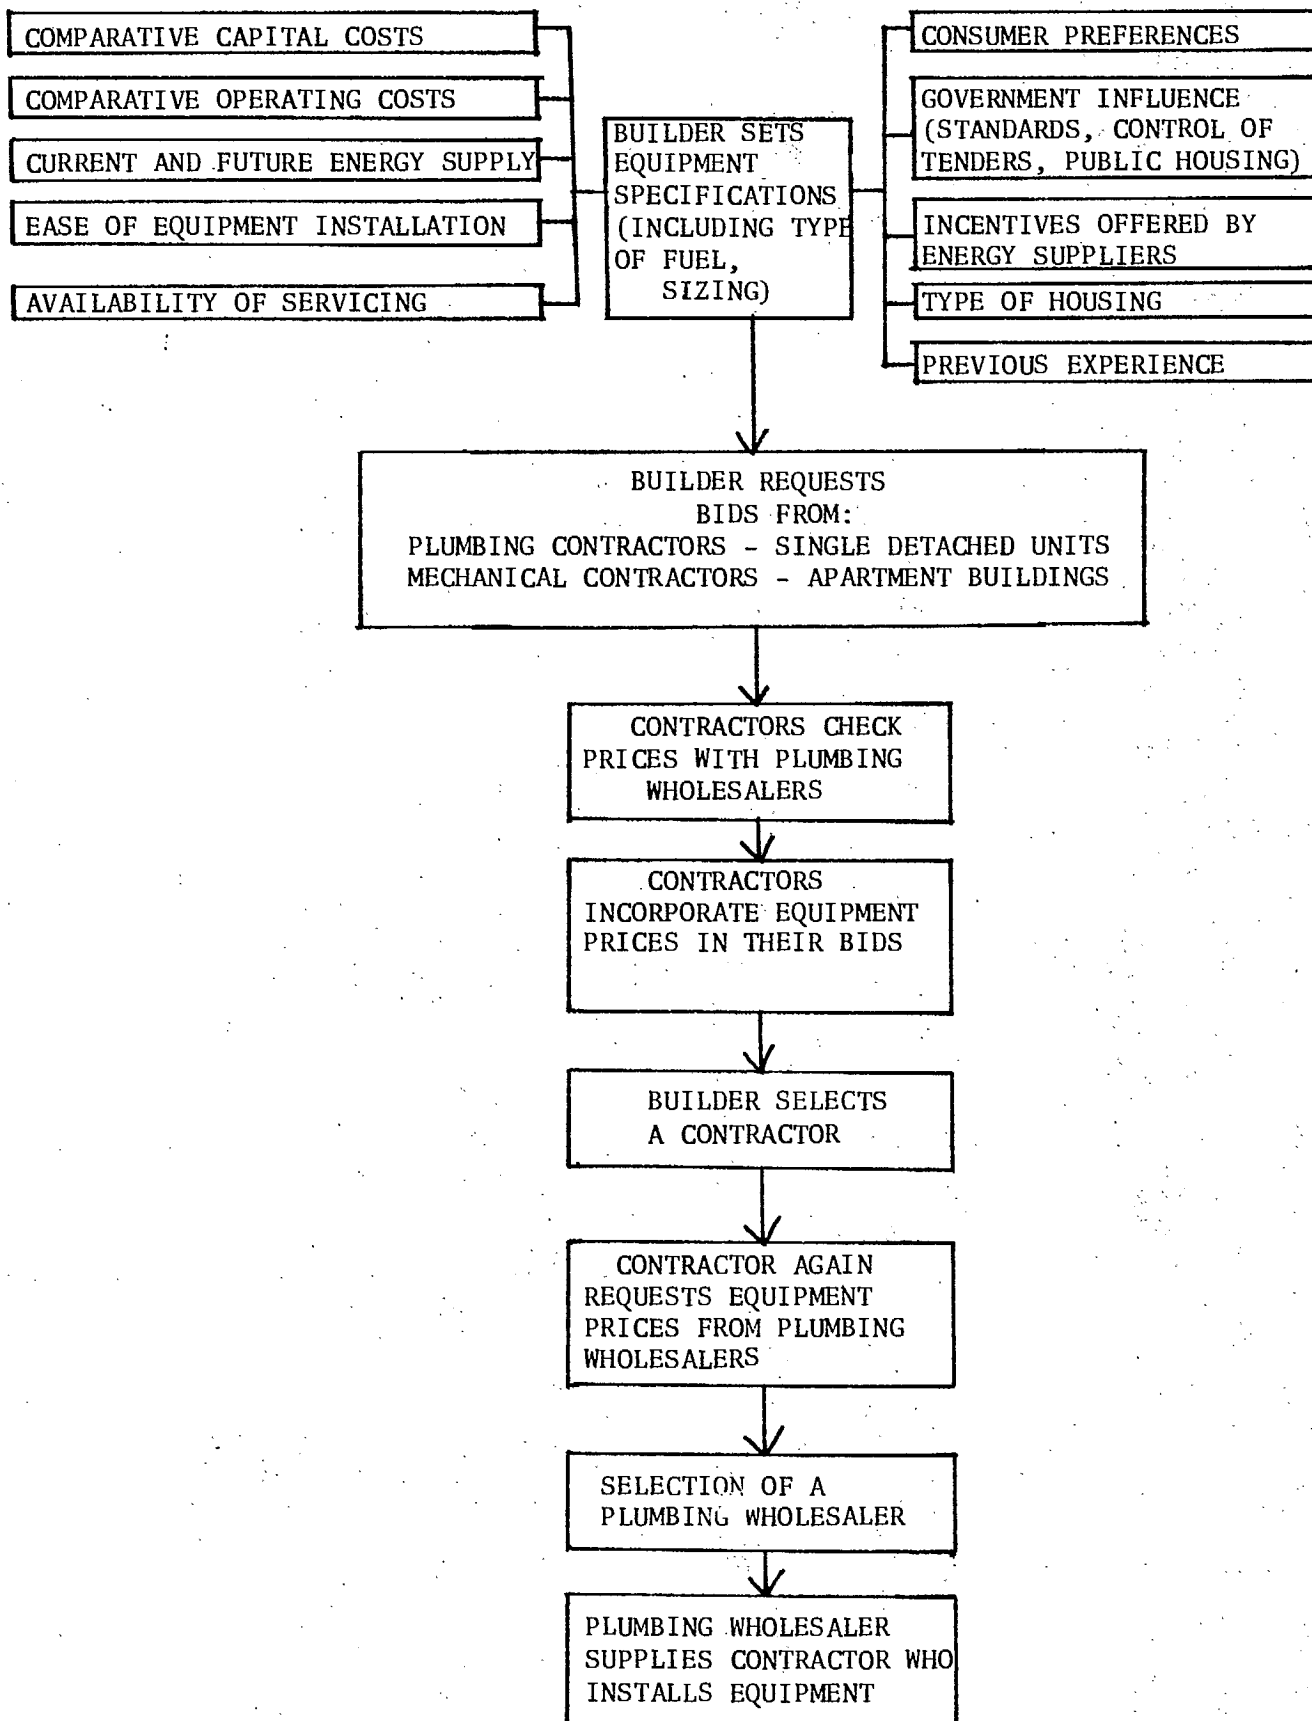 COMPARATIVE CAPITAL COSTS
COMPARATIVE OPERATING COSTS
CURRENT AND FUTURE ENERGY SUPPLY
EASE OF EQUIPMENT INSTALLATION
AVAILABILITY OF SERVICING
BUILDER SETS
EQUIPMENT
SPECIFICATIONS
(INCLUDING TYPE
OF FUEL,
SIZING)
CONSUMER PREFERENCES
GOVERNMENT INFLUENCE
(STANDARDS, CONTROL OF
TENDERS, PUBLIC HOUSING)
INCENTIVES OFFERED BY
ENERGY SUPPLIERS
TYPE OF HOUSING
PREVIOUS EXPERIENCE
BUILDER REQUESTS
BIDS FROM:
PLUMBING CONTRACTORS - SINGLE DETACHED UNITS
MECHANICAL CONTRACTORS - APARTMENT BUILDINGS
CONTRACTORS CHECK
PRICES WITH PLUMBING
WHOLESALERS
CONTRACTORS
INCORPORATE EQUIPMENT
PRICES IN THEIR BIDS
BUILDER SELECTS
A CONTRACTOR
CONTRACTOR AGAIN
REQUESTS EQUIPMENT
PRICES FROM PLUMBING
WHOLESALERS
SELECTION OF A
PLUMBING WHOLESALER
PLUMBING WHOLESALER
SUPPLIES CONTRACTOR WHO
INSTALLS EQUIPMENT